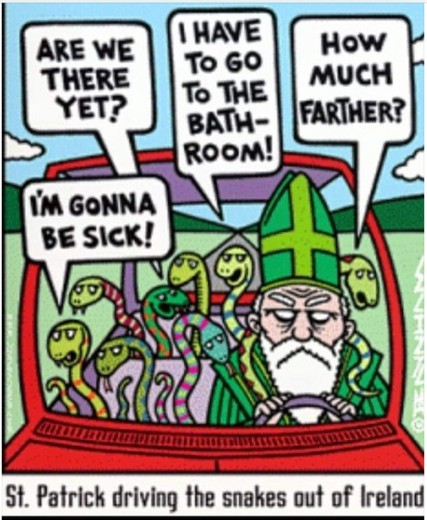 ARE WE
THERE
YET?
I HAVE
TO GO
TO THE
BATH-
ROOM!
HOW
MUCH
FARTHER?
I'M GONNA
BE SICK!
St. Patrick driving the snakes out of Ireland